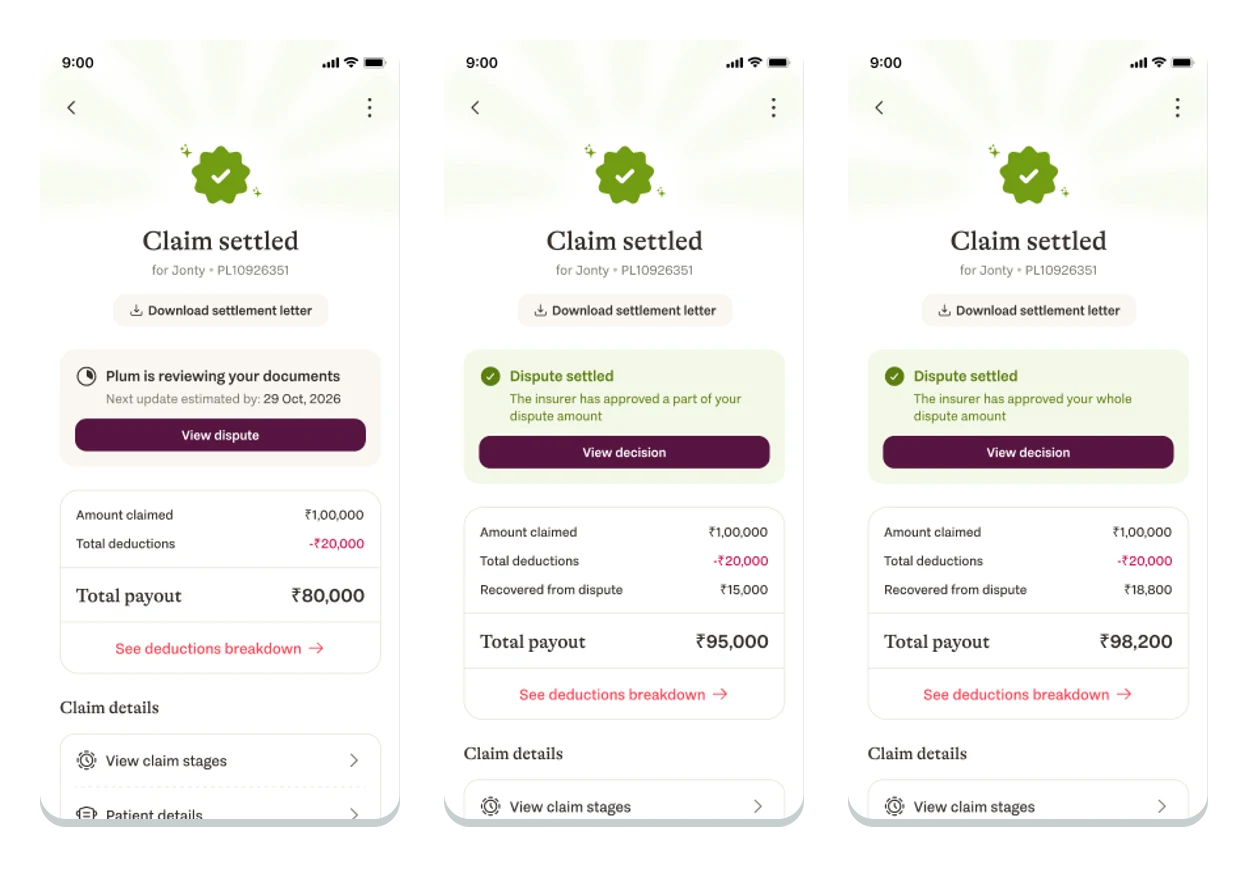 9:00
Claim settled
for Jonty • PL10926351
Download settlement letter
Plum is reviewing your documents
Next update estimated by: 29 Oct, 2026
View dispute
Amount claimed ₹1,00,000
Total deductions -₹20,000
Total payout ₹80,000
See deductions breakdown →
Claim details
View claim stages
Patient details
9:00
Claim settled
for Jonty • PL10926351
Download settlement letter
Dispute settled
The insurer has approved a part of your
dispute amount
View decision
Amount claimed ₹1,00,000
Total deductions -₹20,000
Recovered from dispute ₹15,000
Total payout ₹95,000
See deductions breakdown →
Claim details
View claim stages
9:00
Claim settled
for Jonty • PL10926351
Download settlement letter
Dispute settled
The insurer has approved your whole
dispute amount
View decision
Amount claimed ₹1,00,000
Total deductions -₹20,000
Recovered from dispute ₹18,800
Total payout ₹98,200
See deductions breakdown →
Claim details
View claim stages